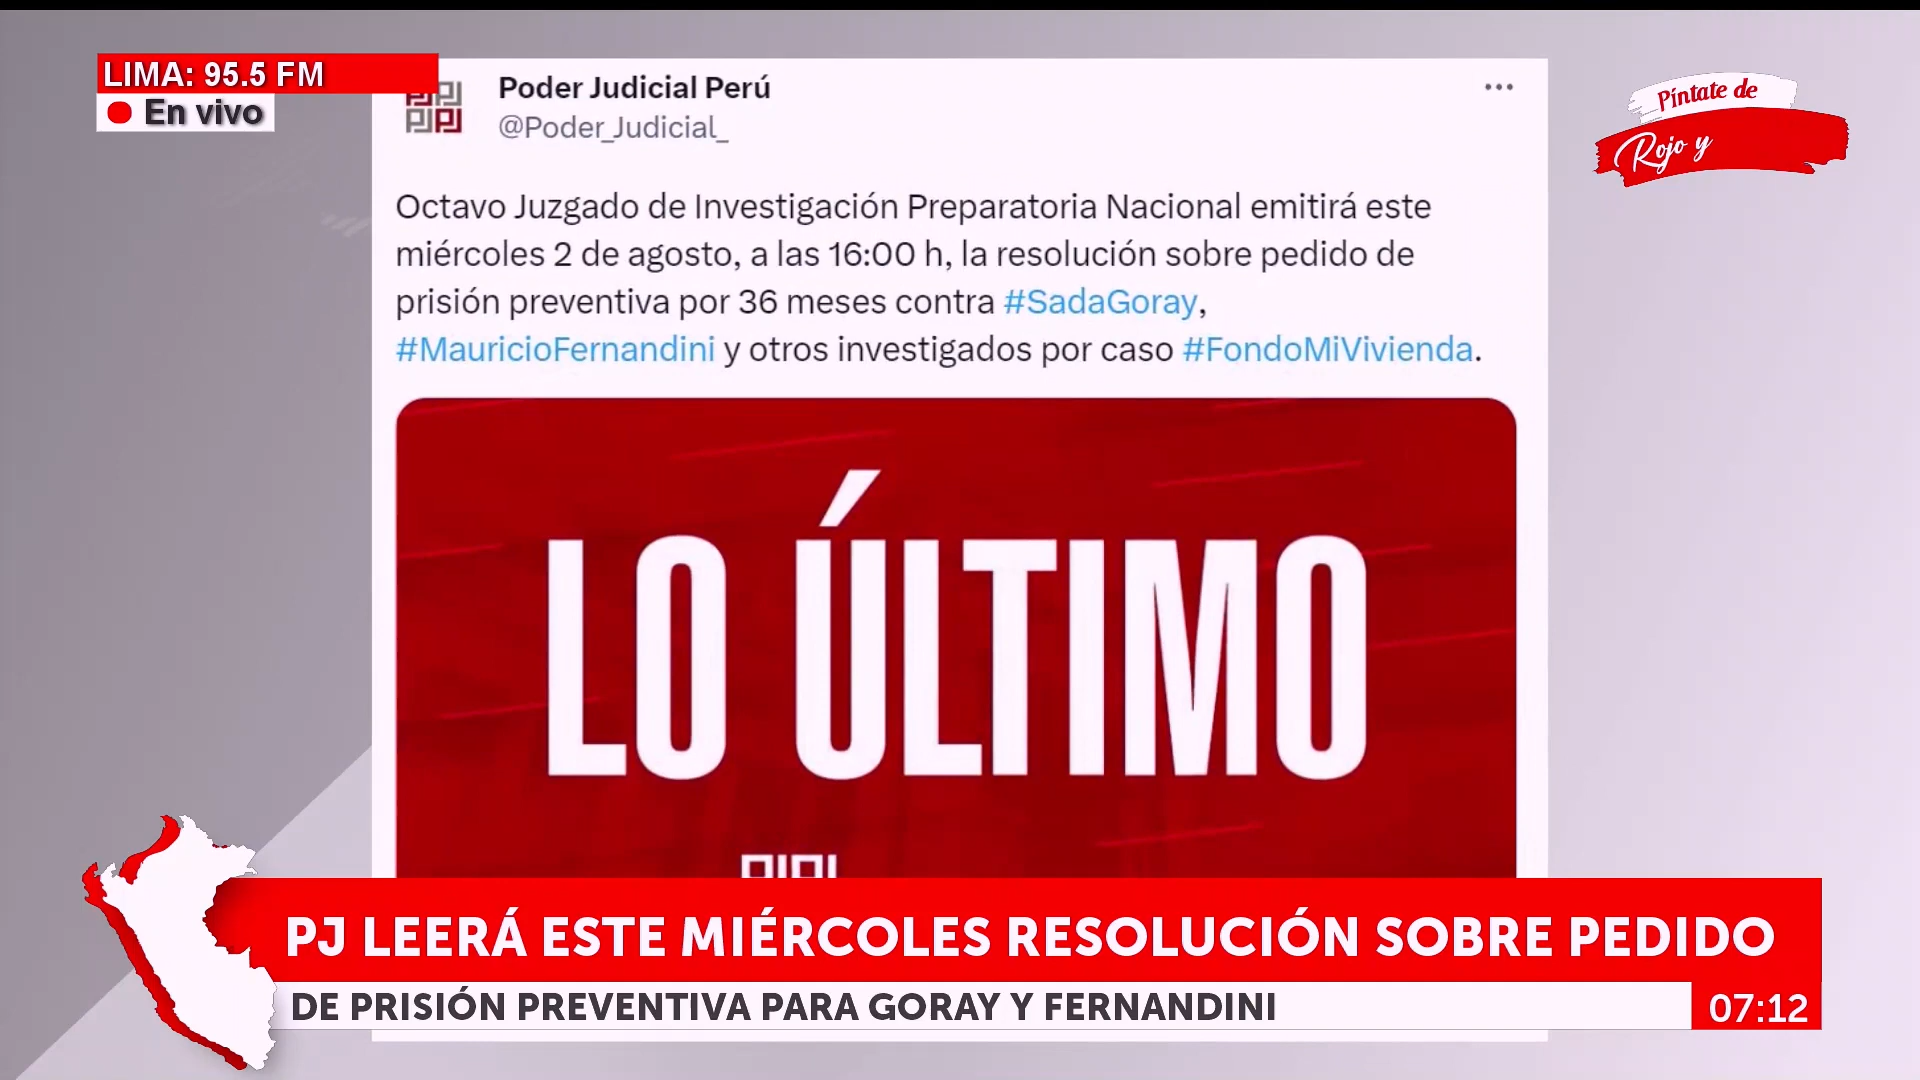 LIMA: 95.5 FM
En vivo
Poder Judicial Perú
@Poder_Judicial_
Píntate de
Rojo y
Octavo Juzgado de Investigación Preparatoria Nacional emitirá este
miércoles 2 de agosto, a las 16:00 h, la resolución sobre pedido de
prisión preventiva por 36 meses contra #SadaGoray,
#MauricioFernandini y otros investigados por caso #FondoMiVivienda.
LO ÚLTIMO
PJ LEERÁ ESTE MIÉRCOLES RESOLUCIÓN SOBRE PEDIDO
DE PRISIÓN PREVENTIVA PARA GORAY Y FERNANDINI
07:12